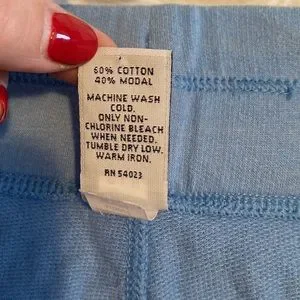 60% COTTON
40% MODAL
MACHINE WASH
COLD.
ONLY NON-
CHLORINE BLEACH
WHEN NEEDED.
TUMBLE DRY LOW.
WARM IRON.
RN 54023